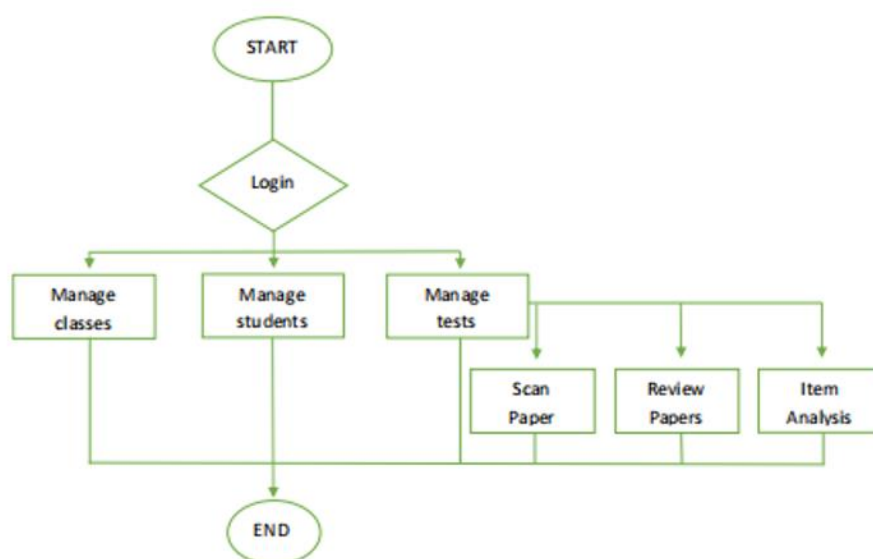 START
Login
Manage
classes
Manage
students
Manage
tests
Scan
Paper
Review
Papers
Item
Analysis
END